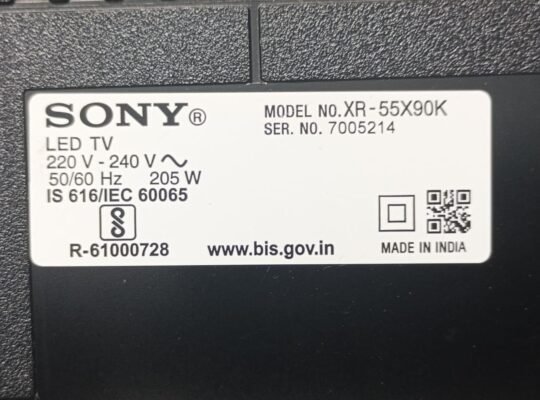 SONY®
MODEL NO. XR-55X90K
SER. NO. 7005214
LED TV
220 V - 240 V ~
50/60 Hz 205 W
IS 616/IEC 60065
R-61000728
www.bis.gov.in
MADE IN INDIA